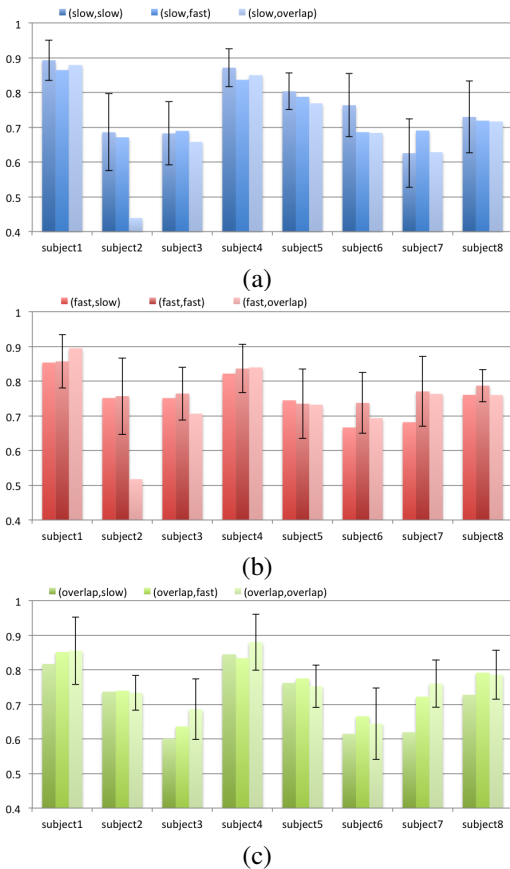 (slow,slow) (slow,fast) (slow,overlap)
1
0.9
0.8
0.7
0.6
0.5
0.4
subject1 subject2 subject3 subject4 subject5 subject6 subject7 subject8
(a)
(fast,slow) (fast,fast) (fast,overlap)
1
0.9
0.8
0.7
0.6
0.5
0.4
subject1 subject2 subject3 subject4 subject5 subject6 subject7 subject8
(b)
(overlap,slow) (overlap,fast) (overlap,overlap)
1
0.9
0.8
0.7
0.6
0.5
0.4
subject1 subject2 subject3 subject4 subject5 subject6 subject7 subject8
(c)